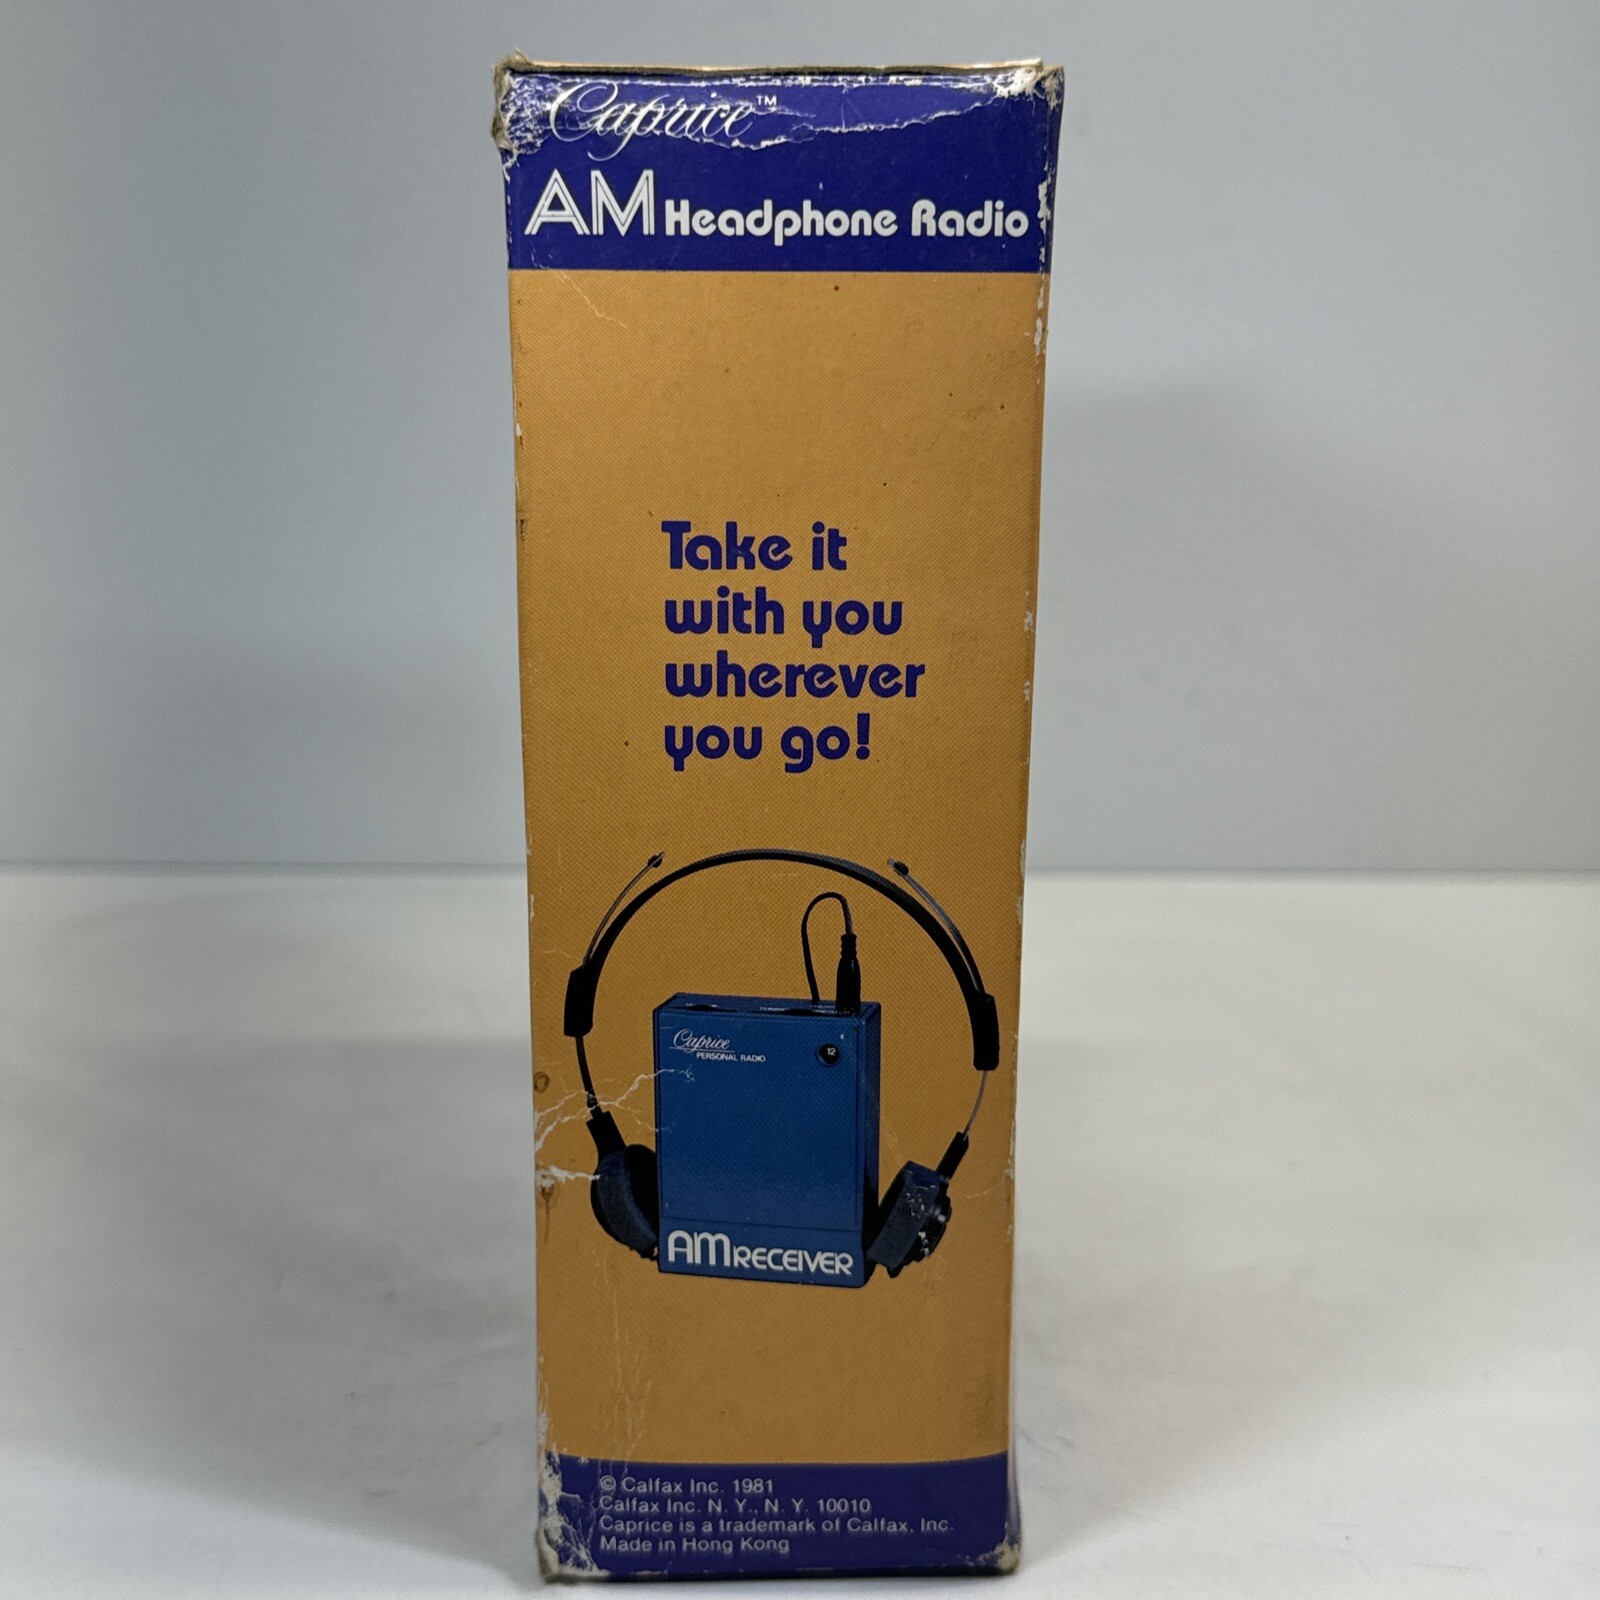 Caprice™
AM Headphone Radio
Take it
with you
wherever
you go!
Caprice
PERSONAL RADIO
12
AM RECEIVER
© Calfax Inc. 1981
Calfax Inc. N. Y., N. Y. 10010
Caprice is a trademark of Calfax, Inc.
Made in Hong Kong